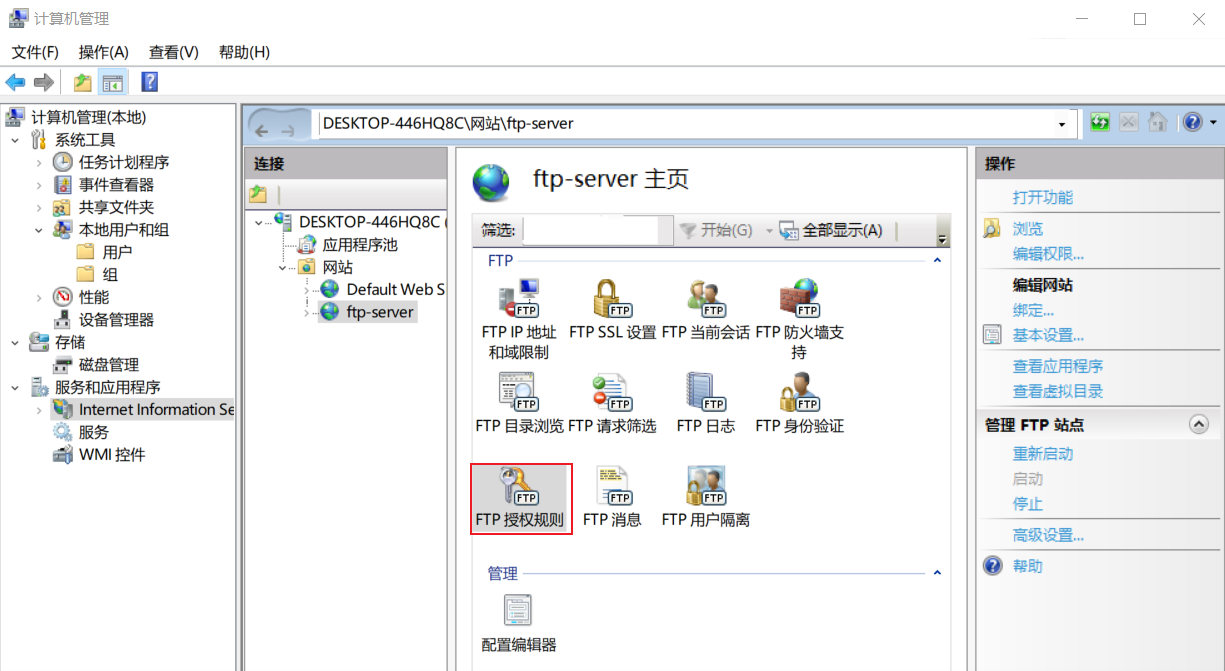 计算机管理
文件(F) 操作(A) 查看(V) 帮助(H)
计算机管理(本地)
系统工具
任务计划程序
事件查看器
共享文件夹
本地用户和组
用户
组
性能
设备管理器
存储
磁盘管理
服务和应用程序
Internet Information Se
服务
WMI 控件
DESKTOP-446HQ8C\网站\ftp-server
连接
DESKTOP-446HQ8C (
应用程序池
网站
Default Web S
ftp-server
ftp-server 主页
筛选: 开始(G) 全部显示(A)
FTP
FTP IP 地址和域限制
FTP SSL 设置
FTP 当前会话
FTP 防火墙支持
FTP 目录浏览
FTP 请求筛选
FTP 日志
FTP 身份验证
FTP 授权规则
FTP 消息
FTP 用户隔离
管理
配置编辑器
操作
打开功能
浏览
编辑权限...
编辑网站
绑定...
基本设置...
查看应用程序
查看虚拟目录
管理 FTP 站点
重新启动
启动
停止
高级设置...
帮助